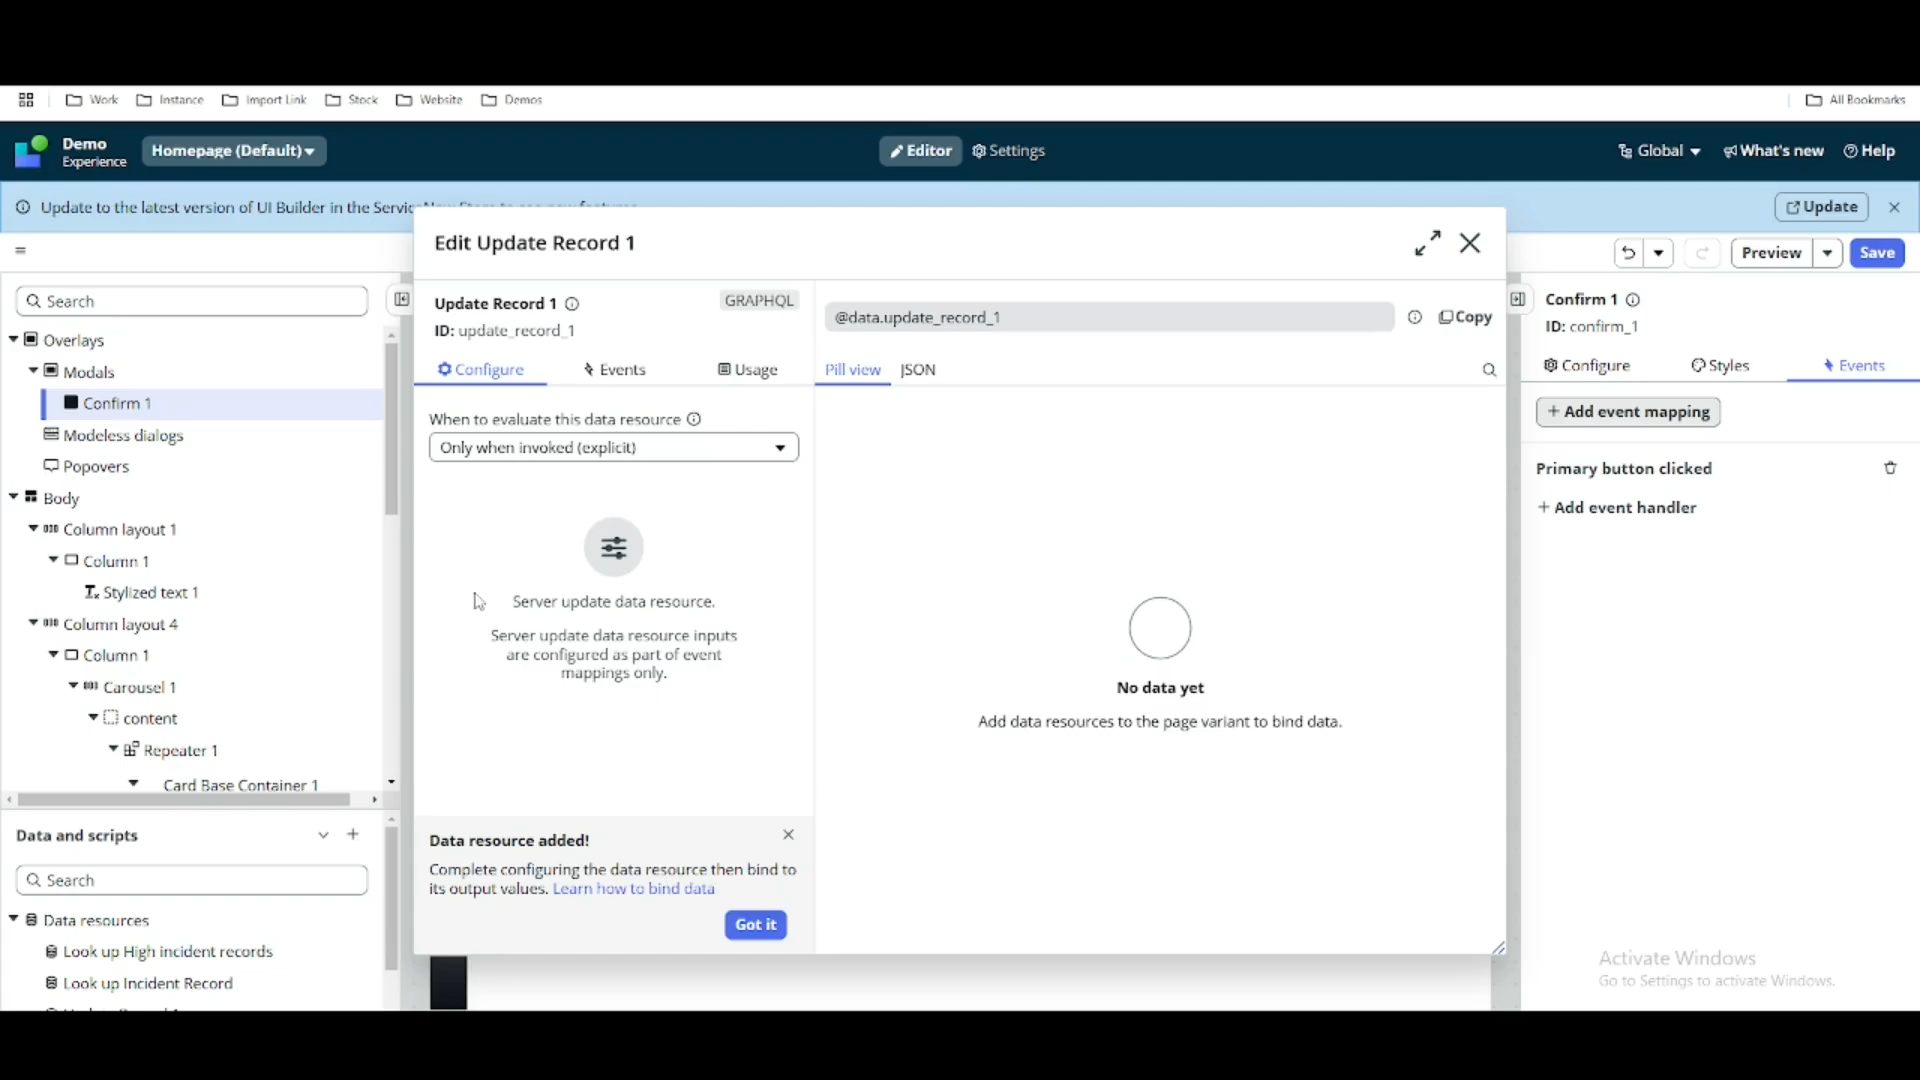 Work
Instance
Import Link
Stock
Website
Demos
All Bookmarks
Demo
Experience
Homepage (Default)
Editor
Settings
Global
What's new
Help
Update to the latest version of UI Builder in the
Update
Preview
Save
Search
Overlays
Modals
Confirm 1
Modeless dialogs
Popovers
Body
Column layout 1
Column 1
Stylized text 1
Column layout 4
Column 1
Carousel 1
content
Repeater 1
Card Base Container 1
Data and scripts
Search
Data resources
Look up High incident records
Look up Incident Record
Edit Update Record 1
Update Record 1
GRAPHQL
ID: update_record_1
Configure
Events
Usage
When to evaluate this data resource
Only when invoked (explicit)
Server update data resource.
Server update data resource inputs
are configured as part of event
mappings only.
Data resource added!
Complete configuring the data resource then bind to
its output values. Learn how to bind data
Got it
@data.update_record_1
Copy
Pill view
JSON
No data yet
Add data resources to the page variant to bind data.
Confirm 1
ID: confirm_1
Configure
Styles
Events
+ Add event mapping
Primary button clicked
+ Add event handler
Activate Windows
Go to Settings to activate Windows.